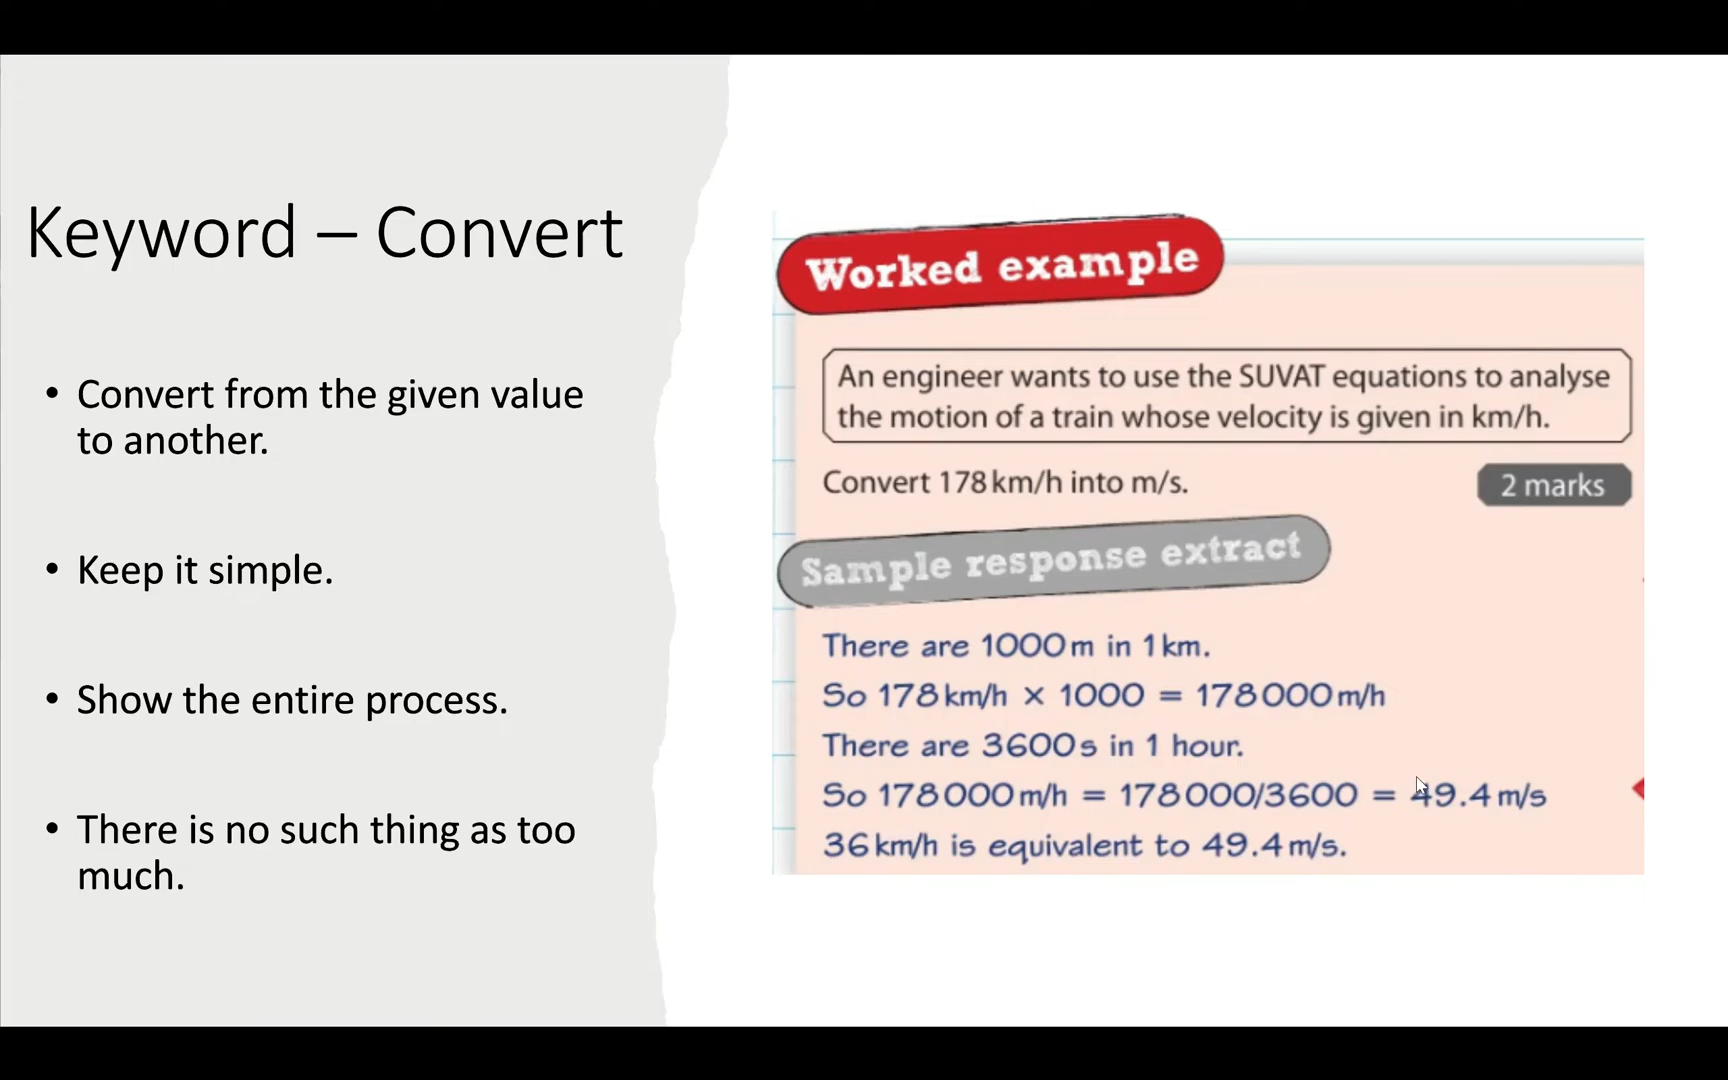 Keyword – Convert
• Convert from the given value
to another.
• Keep it simple.
• Show the entire process.
• There is no such thing as too
much.
Worked example
An engineer wants to use the SUVAT equations to analyse
the motion of a train whose velocity is given in km/h.
Convert 178 km/h into m/s.
2 marks
Sample response extract
There are 1000 m in 1 km.
So 178 km/h × 1000 = 178 000 m/h
There are 3600 s in 1 hour.
So 178 000 m/h = 178 000/3600 = 49.4 m/s
36 km/h is equivalent to 49.4 m/s.